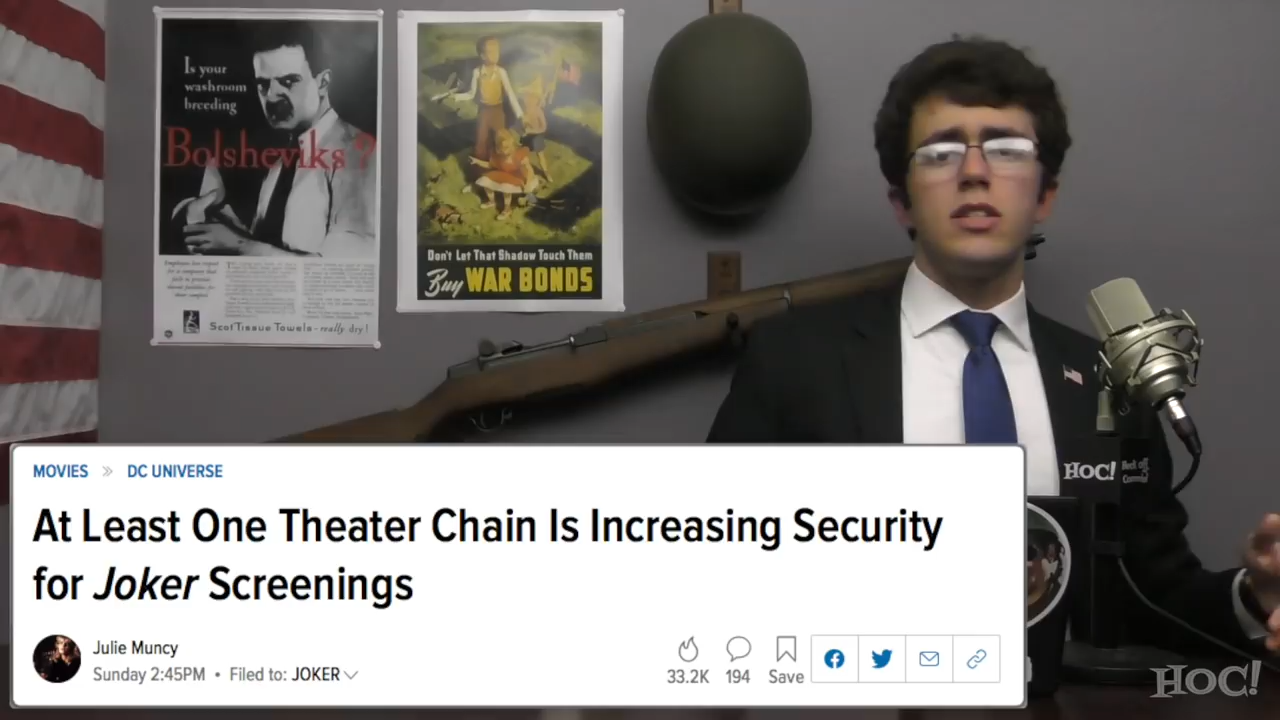 Is your
washroom
breeding
Bolsheviks?
ScotTissue Towels - really dry!
Don't Let That Shadow Touch Them
Buy WAR BONDS
HOC!
MOVIES » DC UNIVERSE
At Least One Theater Chain Is Increasing Security
for Joker Screenings
Julie Muncy
Sunday 2:45PM • Filed to: JOKER
33.2K 194 Save
HOC!